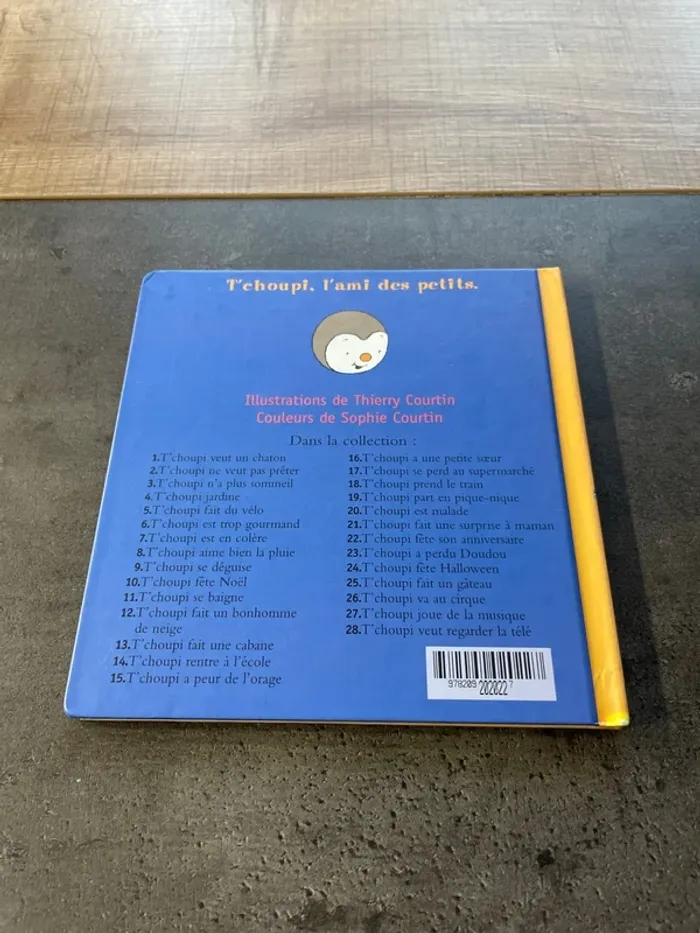 T'choupi, l'ami des petits.
Illustrations de Thierry Courtin
Couleurs de Sophie Courtin
Dans la collection :
1.T'choupi veut un chaton
2.T'choupi ne veut pas prêter
3.T'choupi n'a plus sommeil
4.T'choupi jardine
5.T'choupi fait du vélo
6.T'choupi est trop gourmand
7.T'choupi est en colère
8.T'choupi aime bien la pluie
9.T'choupi se déguise
10.T'choupi fête Noël
11.T'choupi se baigne
12.T'choupi fait un bonhomme
de neige
13.T'choupi fait une cabane
14.T'choupi rentre à l'école
15.T'choupi a peur de l'orage
16.T'choupi a une petite sœur
17.T'choupi se perd au supermarché
18.T'choupi prend le train
19.T'choupi part en pique-nique
20.T'choupi est malade
21.T'choupi fait une surprise à maman
22.T'choupi fête son anniversaire
23.T'choupi a perdu Doudou
24.T'choupi fête Halloween
25.T'choupi fait un gâteau
26.T'choupi va au cirque
27.T'choupi joue de la musique
28.T'choupi veut regarder la télé
978209 202022 7